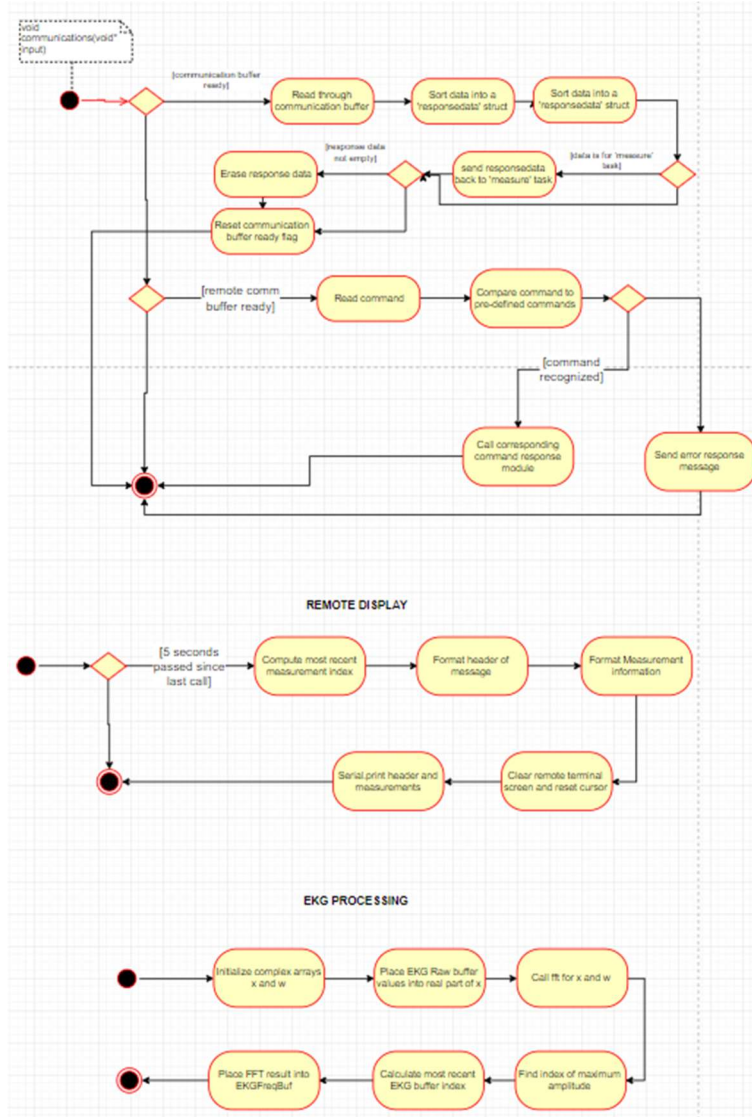 void
communications(void*
input)
[communication buffer
ready]
Read through
communication buffer
Sort data into a
'responsedata' struct
Sort data into a
'responsedata' struct
[response data
not empty]
[data is for 'measure'
task]
Erase response data
send responsedata
back to 'measure' task
Reset communication
buffer ready flag
[remote comm
buffer ready]
Read command
Compare command to
pre-defined commands
[command
recognized]
Call corresponding
command response
module
Send error response
message
REMOTE DISPLAY
[5 seconds
passed since
last call]
Compute most recent
measurement index
Format header of
message
Format Measurement
information
Serial.print header and
measurements
Clear remote terminal
screen and reset cursor
EKG PROCESSING
Initialize complex arrays
x and w
Place EKG Raw buffer
values into real part of x
Call fft for x and w
Place FFT result into
EKGFreqBuf
Calculate most recent
EKG buffer index
Find index of maximum
amplitude